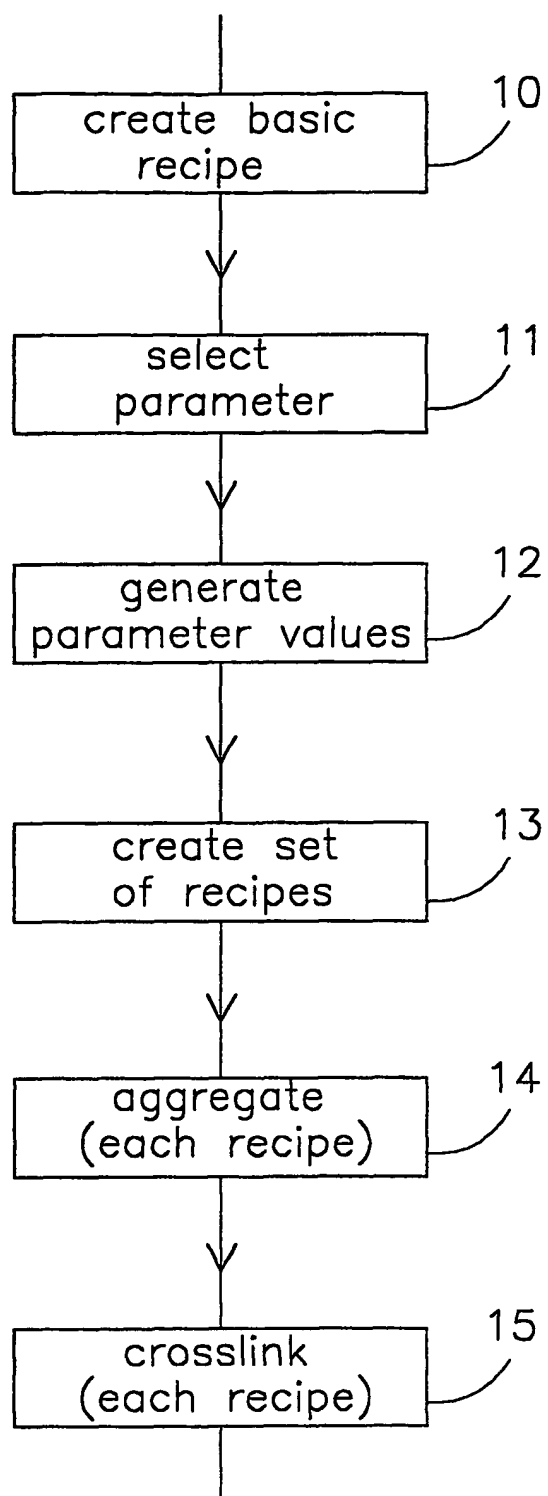 10
create basic
recipe
11
select
parameter
12
generate
parameter values
13
create set
of recipes
14
aggregate
(each recipe)
15
crosslink
(each recipe)